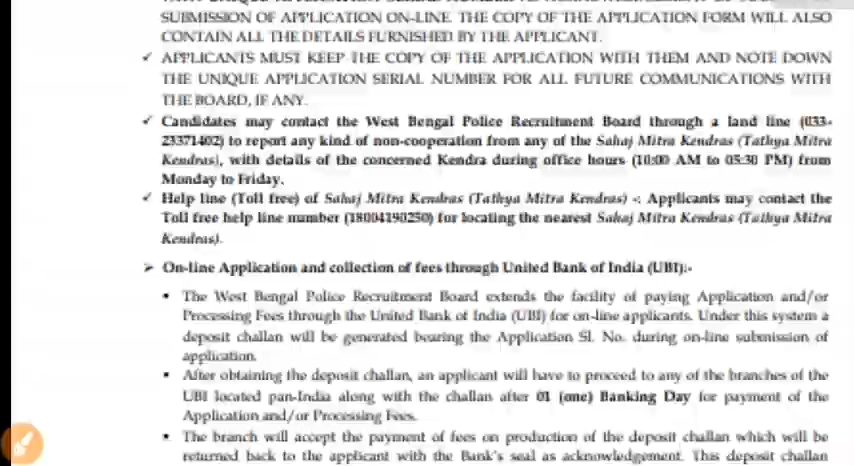 SUBMISSION OF APPLICATION ON-LINE. THE COPY OF THE APPLICATION FORM WILL ALSO
CONTAIN ALL THE DETAILS FURNISHED BY THE APPLICANT.
✓ APPLICANTS MUST KEEP THE COPY OF THE APPLICATION WITH THEM AND NOTE DOWN
THE UNIQUE APPLICATION SERIAL NUMBER FOR ALL FUTURE COMMUNICATIONS WITH
THE BOARD, IF ANY.
✓ Candidates may contact the West Bengal Police Recruitment Board through a land line (033-
23371402) to report any kind of non-cooperation from any of the Sahaj Mitra Kendras (Tathya Mitra
Kendras), with details of the concerned Kendra during office hours (10:00 AM to 05:30 PM) from
Monday to Friday.
✓ Help line (Toll free) of Sahaj Mitra Kendras (Tathya Mitra Kendras) -: Applicants may contact the
Toll free help line number (18004190250) for locating the nearest Sahaj Mitra Kendras (Tathya Mitra
Kendras).
➢ On-line Application and collection of fees through United Bank of India (UBI):-
▪ The West Bengal Police Recruitment Board extends the facility of paying Application and/or
Processing Fees through the United Bank of India (UBI) for on-line applicants. Under this system a
deposit challan will be generated bearing the Application Sl. No. during on-line submission of
application.
▪ After obtaining the deposit challan, an applicant will have to proceed to any of the branches of the
UBI located pan-India along with the challan after 01 (one) Banking Day for payment of the
Application and/or Processing Fees.
▪ The branch will accept the payment of fees on production of the deposit challan which will be
returned back to the applicant with the Bank's seal as acknowledgement. This deposit challan